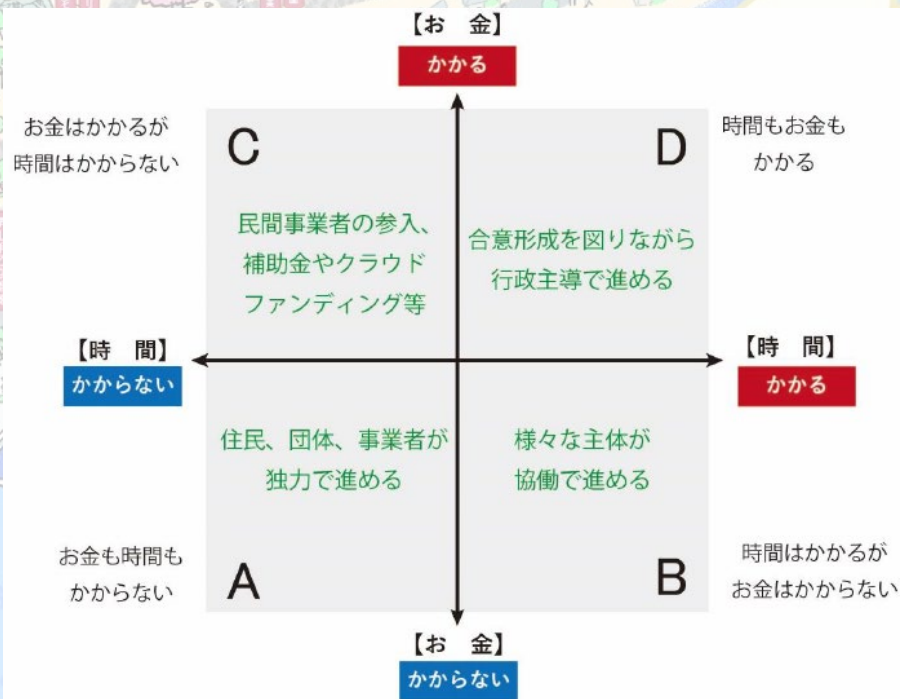 【お　金】
かかる
お金はかかるが
時間はかからない
C
D
時間もお金も
かかる
民間事業者の参入、
補助金やクラウド
ファンディング等
合意形成を図りながら
行政主導で進める
【時　間】
かからない
【時　間】
かかる
住民、団体、事業者が
独力で進める
様々な主体が
協働で進める
お金も時間も
かからない
A
B
時間はかかるが
お金はかからない
【お　金】
かからない